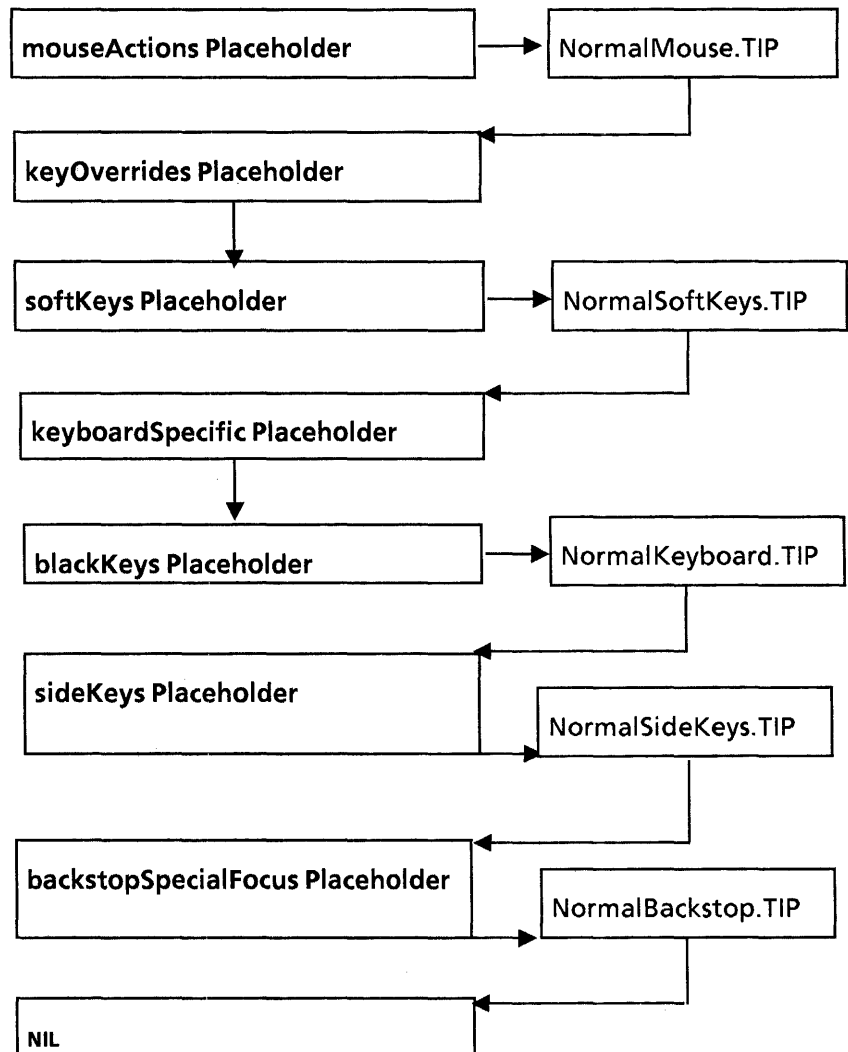 mouseActions Placeholder
NormalMouse.TIP
keyOverrides Placeholder
softKeys Placeholder
NormalSoftKeys.TIP
keyboardSpecific Placeholder
blackKeys Placeholder
NormalKeyboard.TIP
sideKeys Placeholder
NormalSideKeys.TIP
backstopSpecialFocus Placeholder
NormalBackstop.TIP
NIL